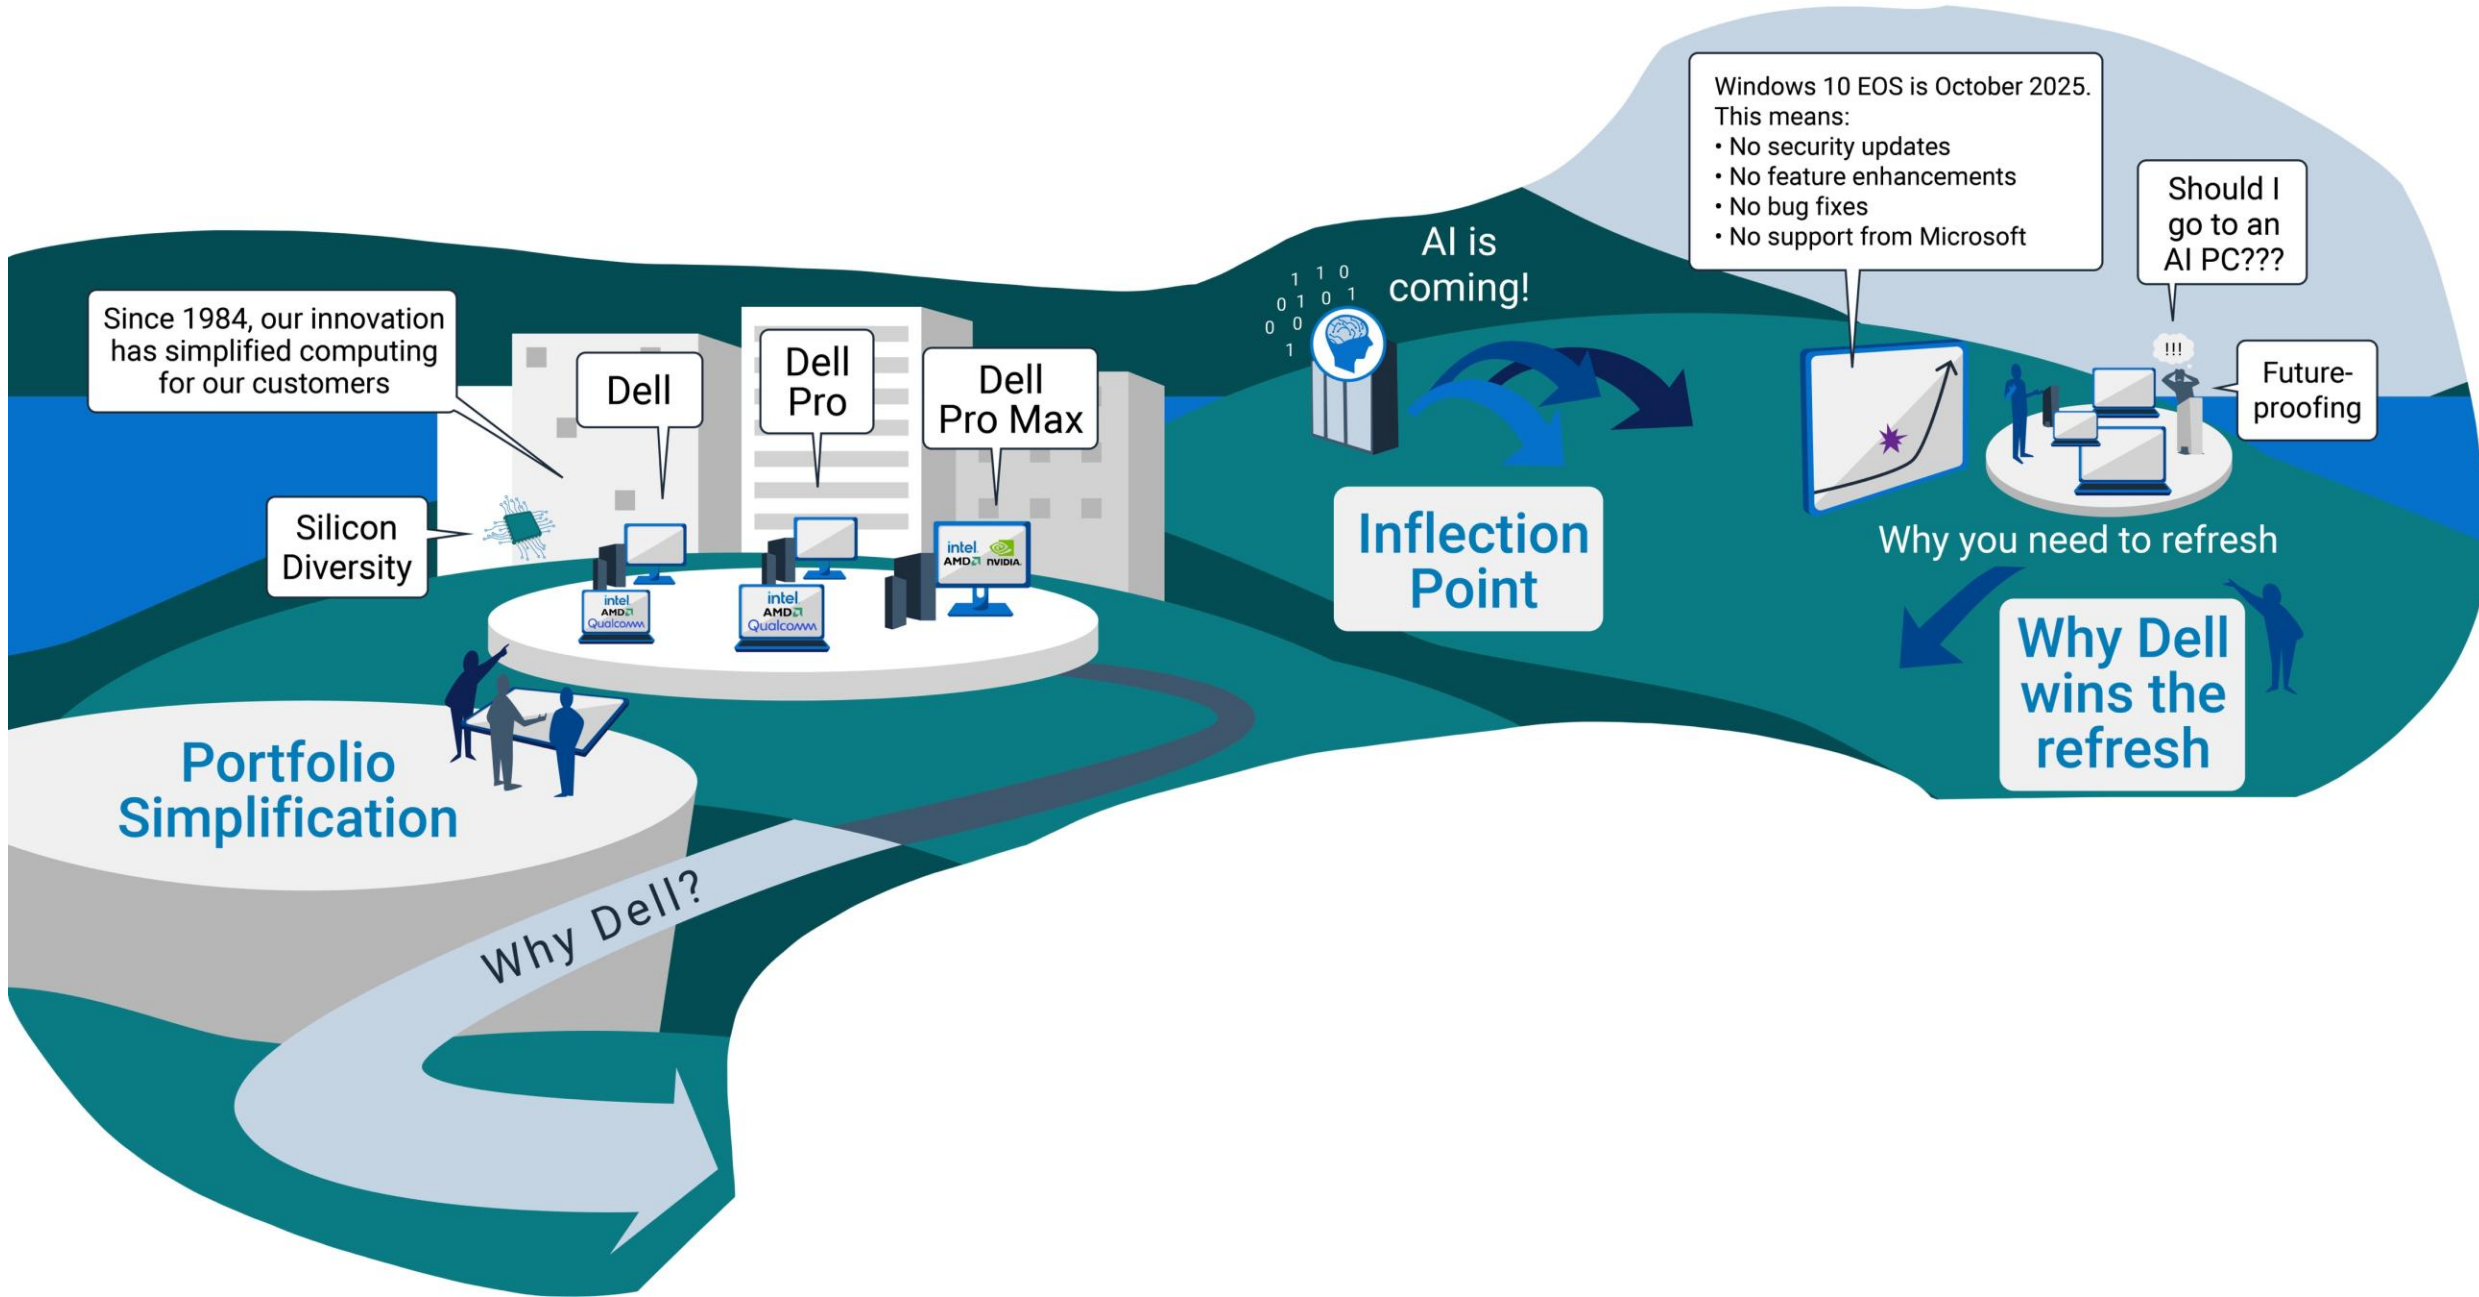 Since 1984, our innovation
has simplified computing
for our customers
Dell
Dell
Pro
Dell
Pro Max
Silicon
Diversity
intel
AMD
Qualcomm
intel
AMD
Qualcomm
intel
AMD NVIDIA
Portfolio
Simplification
Why Dell?
AI is
coming!
1 1 0
0 1 0 1
0 0
1
Inflection
Point
Windows 10 EOS is October 2025.
This means:
• No security updates
• No feature enhancements
• No bug fixes
• No support from Microsoft
Should I
go to an
AI PC???
!!!
Future-
proofing
Why you need to refresh
Why Dell
wins the
refresh